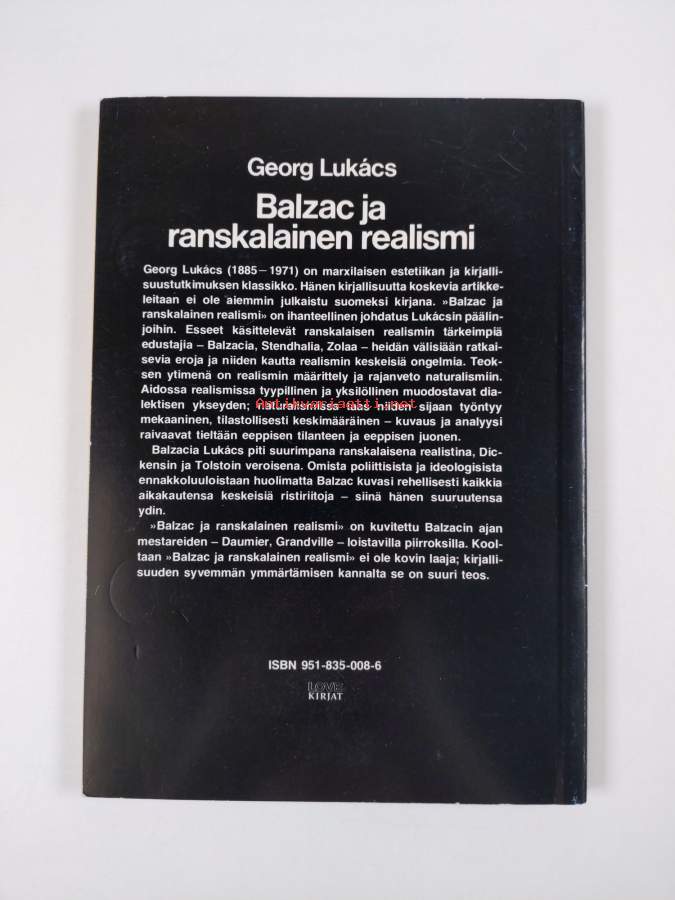 Georg Lukács
Balzac ja
ranskalainen realismi
Georg Lukács (1885–1971) on marxilaisen estetiikan ja kirjalli-
suustutkimuksen klassikko. Hänen kirjallisuutta koskevia artikke-
leitaan ei ole aiemmin julkaistu suomeksi kirjana. »Balzac ja
ranskalainen realismi» on ihanteellinen johdatus Lukácsin päälin-
joihin. Esseet käsittelevät ranskalaisen realismin tärkeimpiä
edustajia – Balzacia, Stendhalia, Zolaa – heidän välisiään ratkai-
sevia eroja ja niiden kautta realismin keskeisiä ongelmia. Teok-
sen ytimenä on realismin määrittely ja rajanveto naturalismiin.
Aidossa realismissa tyypillinen ja yksilöllinen muodostavat dia-
lektisen ykseyden; naturalismissa taas niiden sijaan työntyy
Antikvariaatti.net
mekaaninen, tilastollisesti keskimääräinen – kuvaus ja analyysi
raivaavat tieltään eeppisen tilanteen ja eeppisen juonen.
Balzacia Lukács piti suurimpana ranskalaisena realistina, Dic-
kensin ja Tolstoin veroisena. Omista poliittisista ja ideologisista
ennakkoluuloistaan huolimatta Balzac kuvasi rehellisesti kaikkia
aikakautensa keskeisiä ristiriitoja – siinä hänen suuruutensa
ydin.
»Balzac ja ranskalainen realismi» on kuvitettu Balzacin ajan
mestareiden – Daumier, Grandville – loistavilla piirroksilla. Kool-
taan »Balzac ja ranskalainen realismi» ei ole kovin laaja; kirjalli-
suuden syvemmän ymmärtämisen kannalta se on suuri teos.
ISBN 951-835-008-6
LOVE
KIRJAT